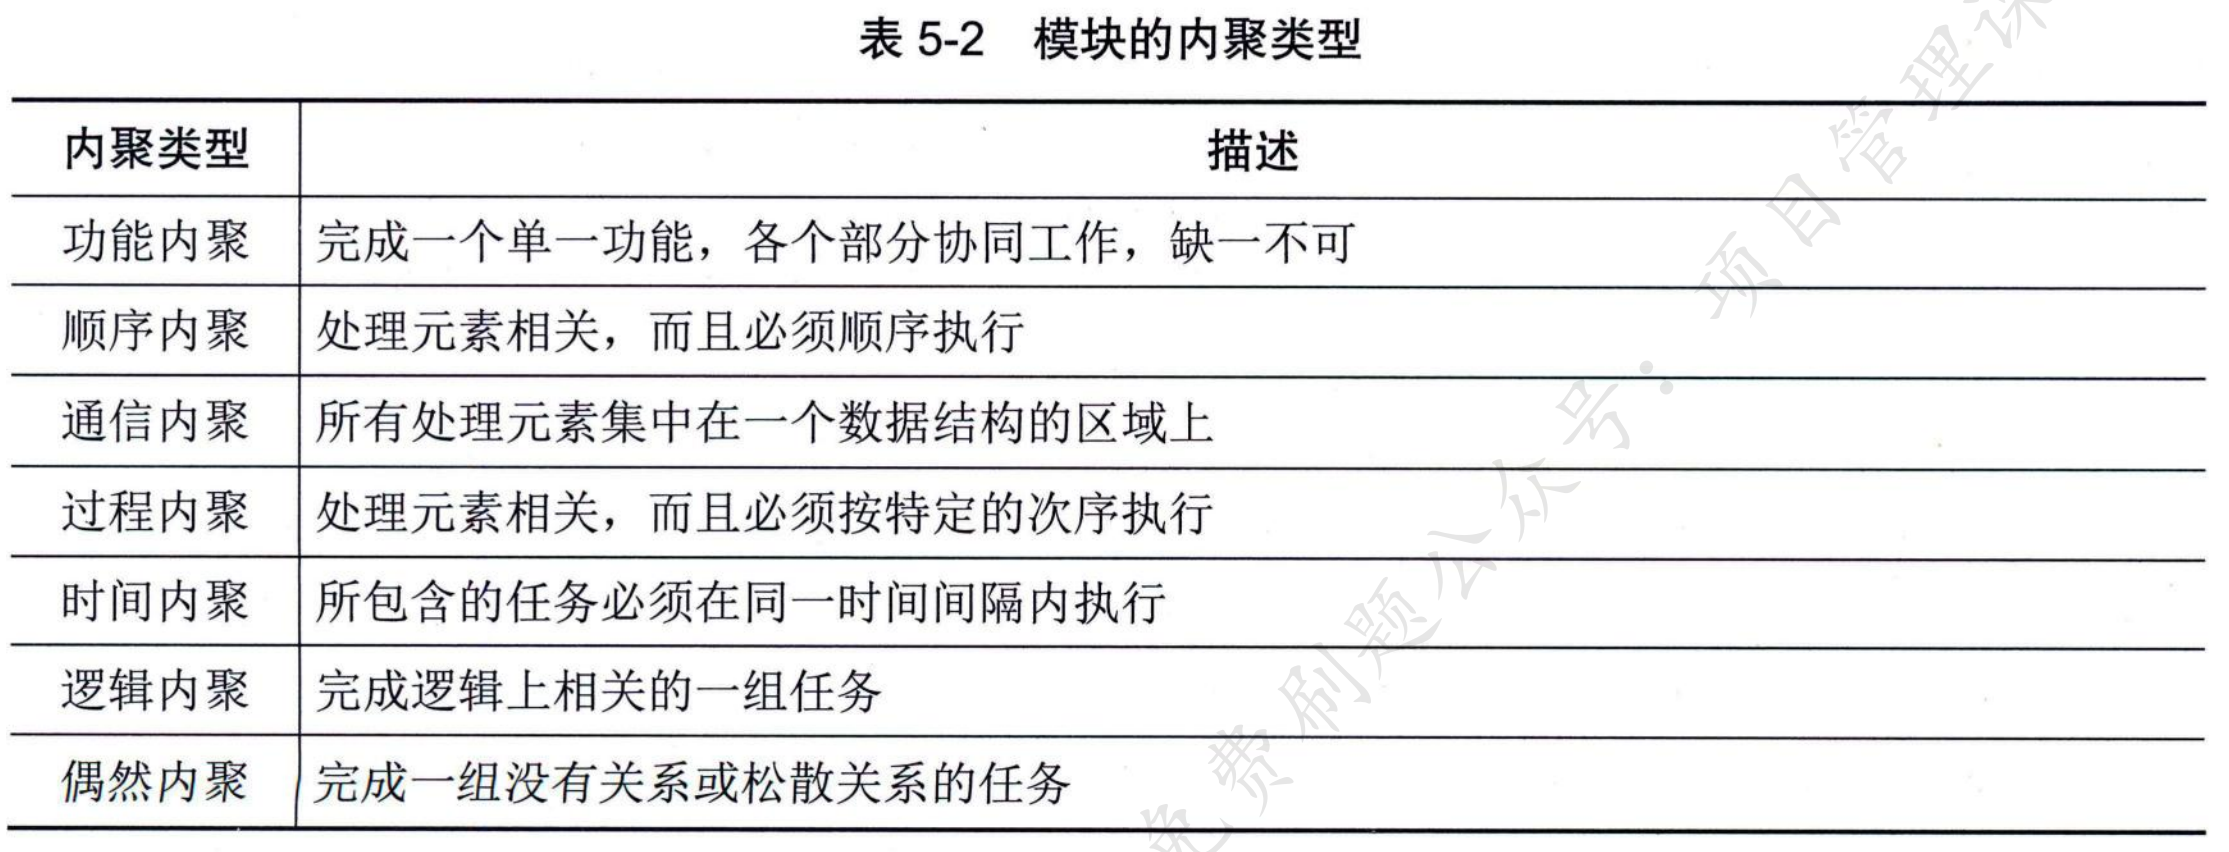 表 5-2 模块的内聚类型
内聚类型 描述
功能内聚 完成一个单一功能，各个部分协同工作，缺一不可
顺序内聚 处理元素相关，而且必须顺序执行
通信内聚 所有处理元素集中在一个数据结构的区域上
过程内聚 处理元素相关，而且必须按特定的次序执行
时间内聚 所包含的任务必须在同一时间间隔内执行
逻辑内聚 完成逻辑上相关的一组任务
偶然内聚 完成一组没有关系或松散关系的任务
免费刷题公众号：项目管理课